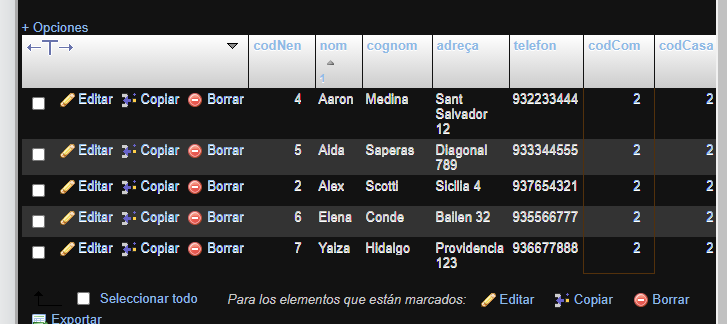 + Opciones
←T→ codNen nom 1 cognom adreça telefon codCom codCasa
Editar Copiar Borrar 4 Aaron Medina Sant Salvador 12 932233444 2 2
Editar Copiar Borrar 5 Aida Saperas Diagonal 789 933344555 2 2
Editar Copiar Borrar 2 Alex Scotti Sicilia 4 937654321 2 2
Editar Copiar Borrar 6 Elena Conde Bailen 32 935566777 2 2
Editar Copiar Borrar 7 Yaiza Hidalgo Providencia 123 936677888 2 2
Seleccionar todo Para los elementos que están marcados: Editar Copiar Borrar
Exportar